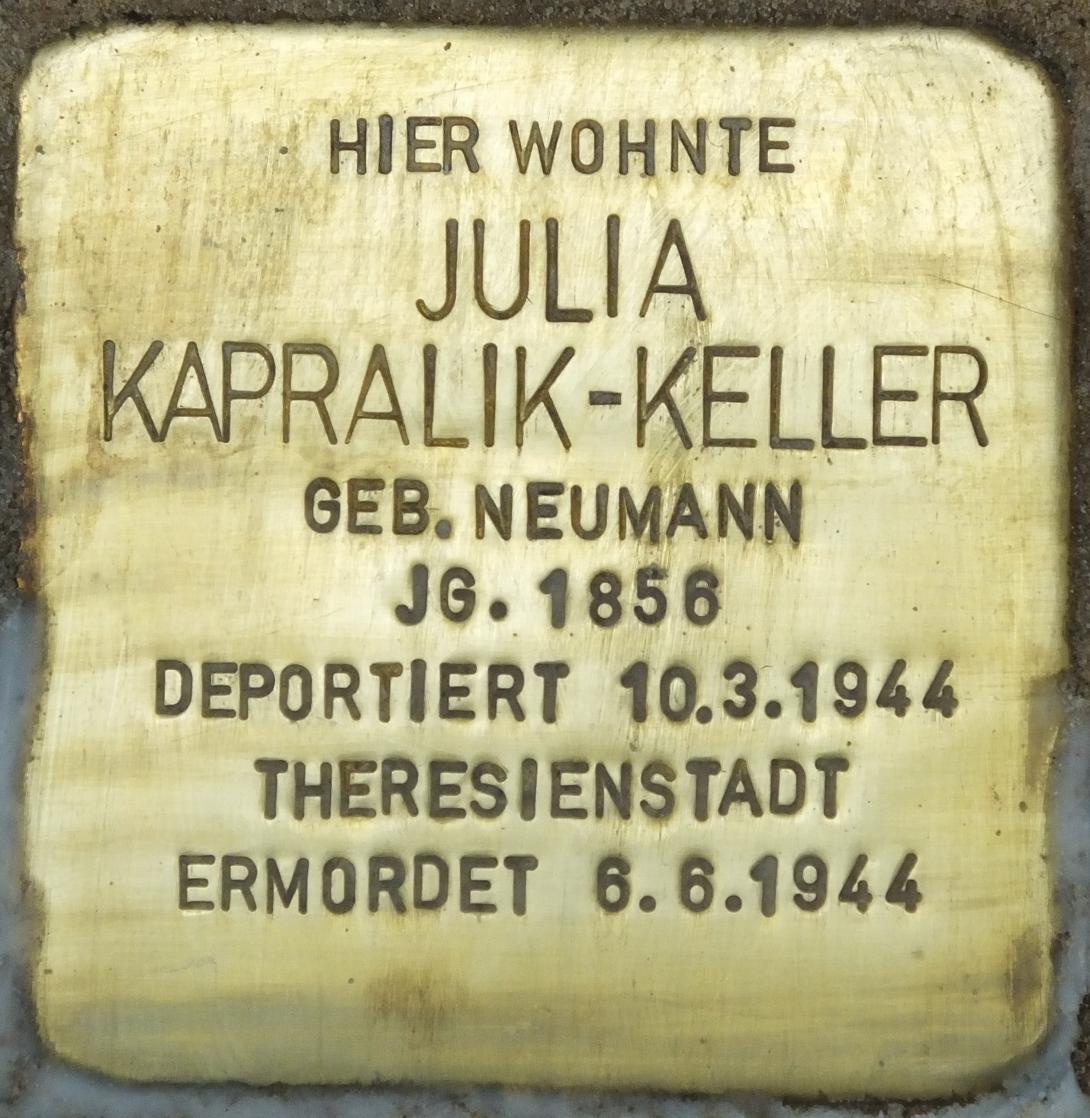 HIER WOHNTE
JULIA
KAPRALIK-KELLER
GEB. NEUMANN
JG. 1856
DEPORTIERT 10.3.1944
THERESIENSTADT
ERMORDET 6.6.1944